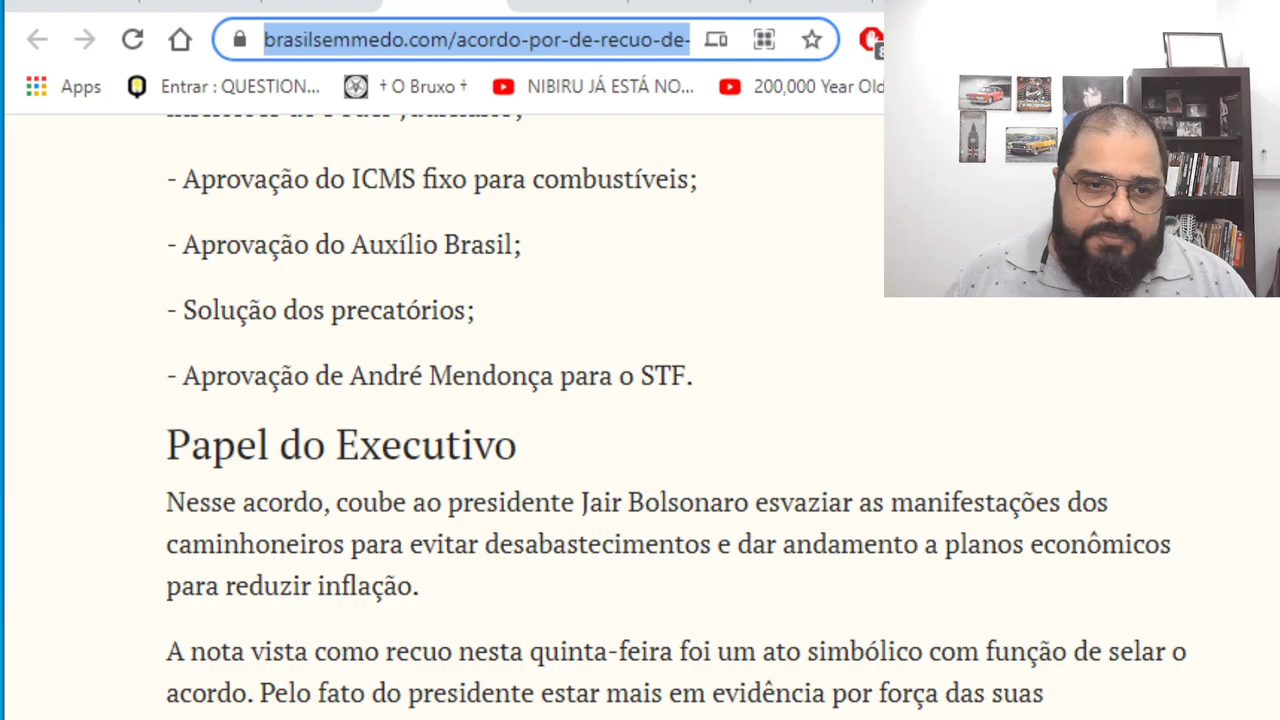 brasilsemmedo.com/acordo-por-de-recuo-de-
Apps
Entrar : QUESTION...
† O Bruxo †
NIBIRU JÁ ESTÁ NO...
200,000 Year Old
- Aprovação do ICMS fixo para combustíveis;
- Aprovação do Auxílio Brasil;
- Solução dos precatórios;
- Aprovação de André Mendonça para o STF.
Papel do Executivo
Nesse acordo, coube ao presidente Jair Bolsonaro esvaziar as manifestações dos
caminhoneiros para evitar desabastecimentos e dar andamento a planos econômicos
para reduzir inflação.
A nota vista como recuo nesta quinta-feira foi um ato simbólico com função de selar o
acordo. Pelo fato do presidente estar mais em evidência por força das suas